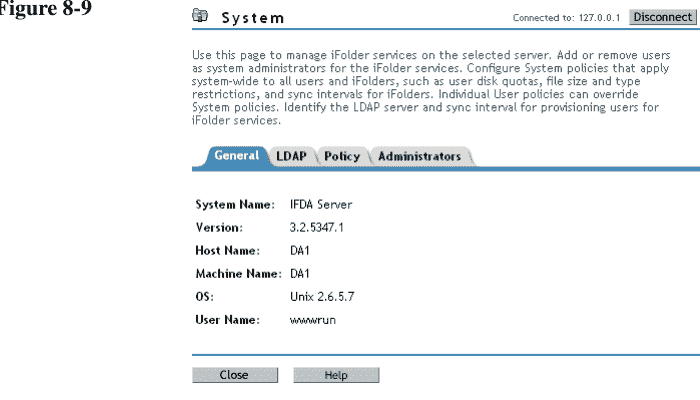 Figure 8-9
System
Connected to: 127.0.0.1 Disconnect
Use this page to manage iFolder services on the selected server. Add or remove users
as system administrators for the iFolder services. Configure System policies that apply
system-wide to all users and iFolders, such as user disk quotas, file size and type
restrictions, and sync intervals for iFolders. Individual User policies can override
System policies. Identify the LDAP server and sync interval for provisioning users for
iFolder services.
General LDAP Policy Administrators
System Name: IFDA Server
Version: 3.2.5347.1
Host Name: DA1
Machine Name: DA1
OS: Unix 2.6.5.7
User Name: wwwrun
Close Help